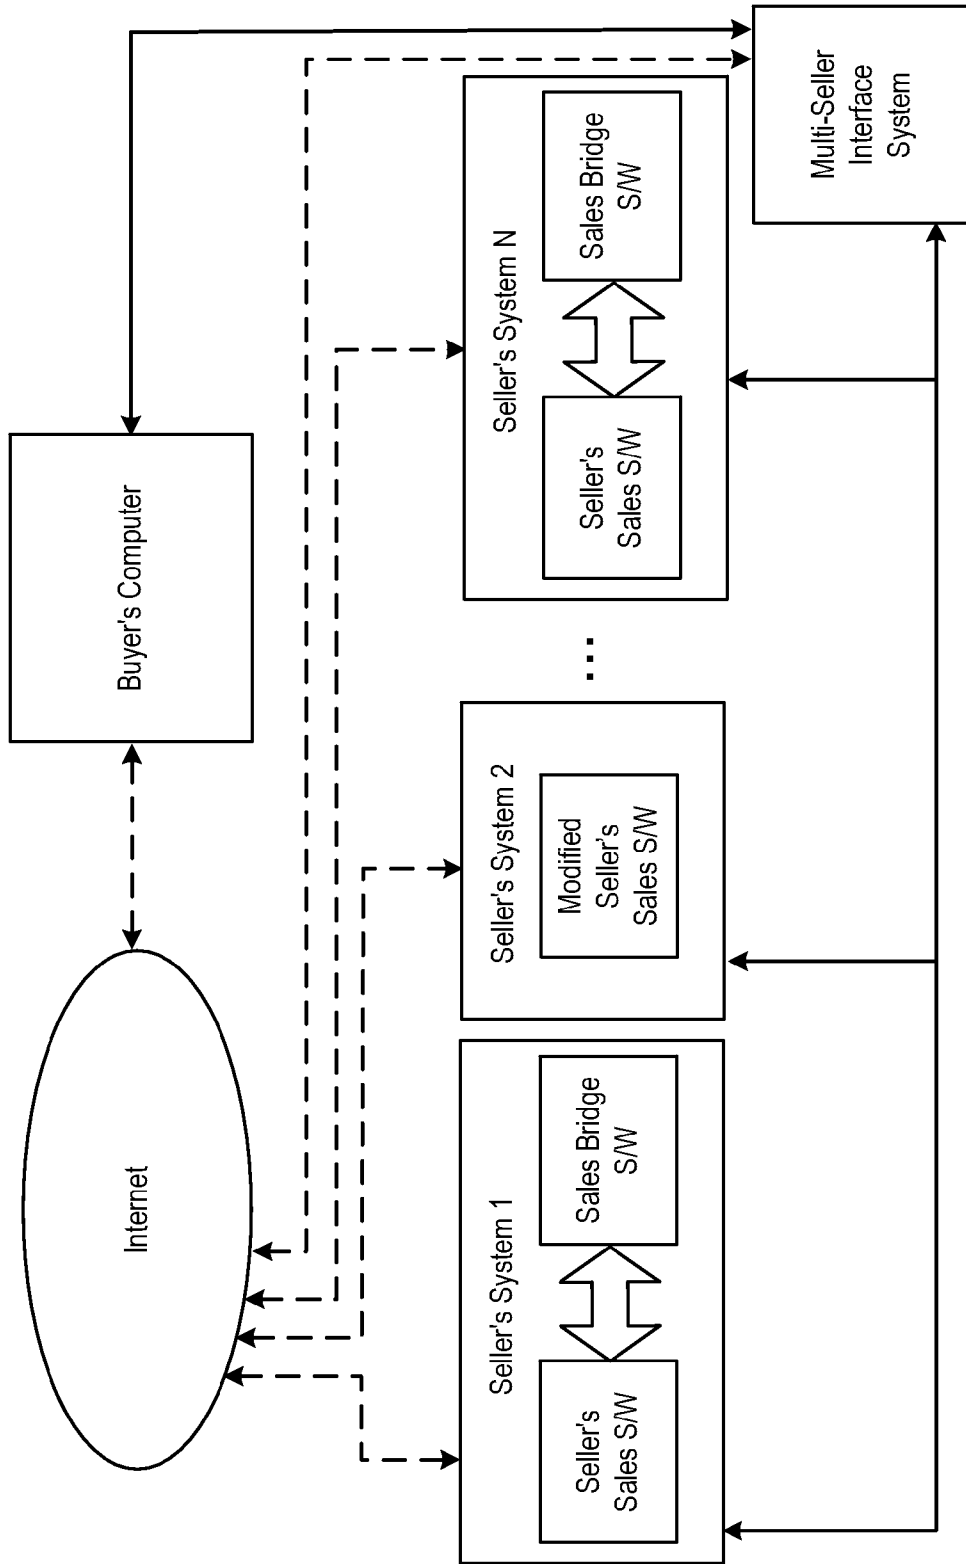 Internet
Buyer's Computer
Seller's System 1
Seller's
Sales S/W
Sales Bridge
S/W
Seller's System 2
Modified
Seller's
Sales S/W
...
Seller's System N
Seller's
Sales S/W
Sales Bridge
S/W
Multi-Seller
Interface
System